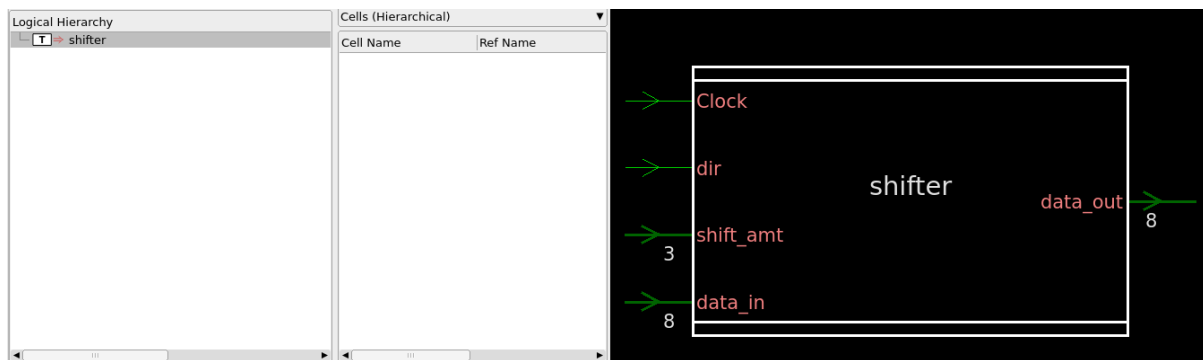 Logical Hierarchy
T shifter
Cells (Hierarchical)
Cell Name Ref Name
Clock
dir
shifter
data_out
8
shift_amt
3
data_in
8